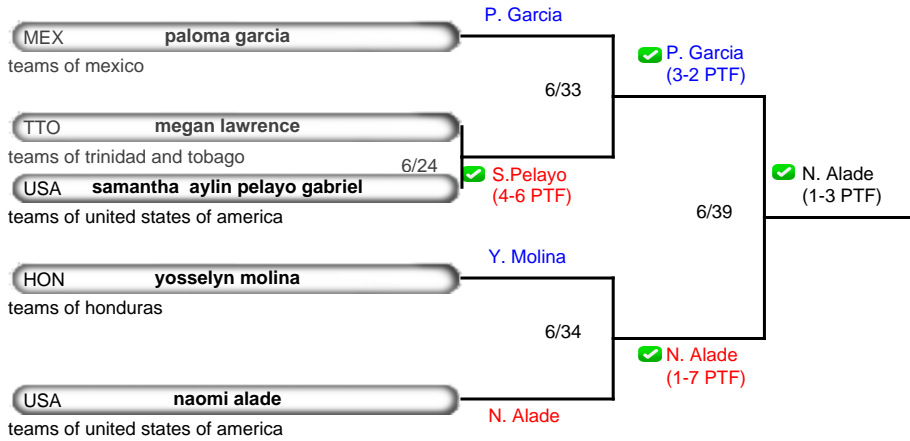 P. Garcia
MEX paloma garcia
teams of mexico
P. Garcia
(3-2 PTF)
6/33
TTO megan lawrence
teams of trinidad and tobago
6/24
S.Pelayo
(4-6 PTF)
USA samantha aylin pelayo gabriel
teams of united states of america
N. Alade
(1-3 PTF)
6/39
Y. Molina
HON yosselyn molina
teams of honduras
6/34
N. Alade
(1-7 PTF)
USA naomi alade
N. Alade
teams of united states of america